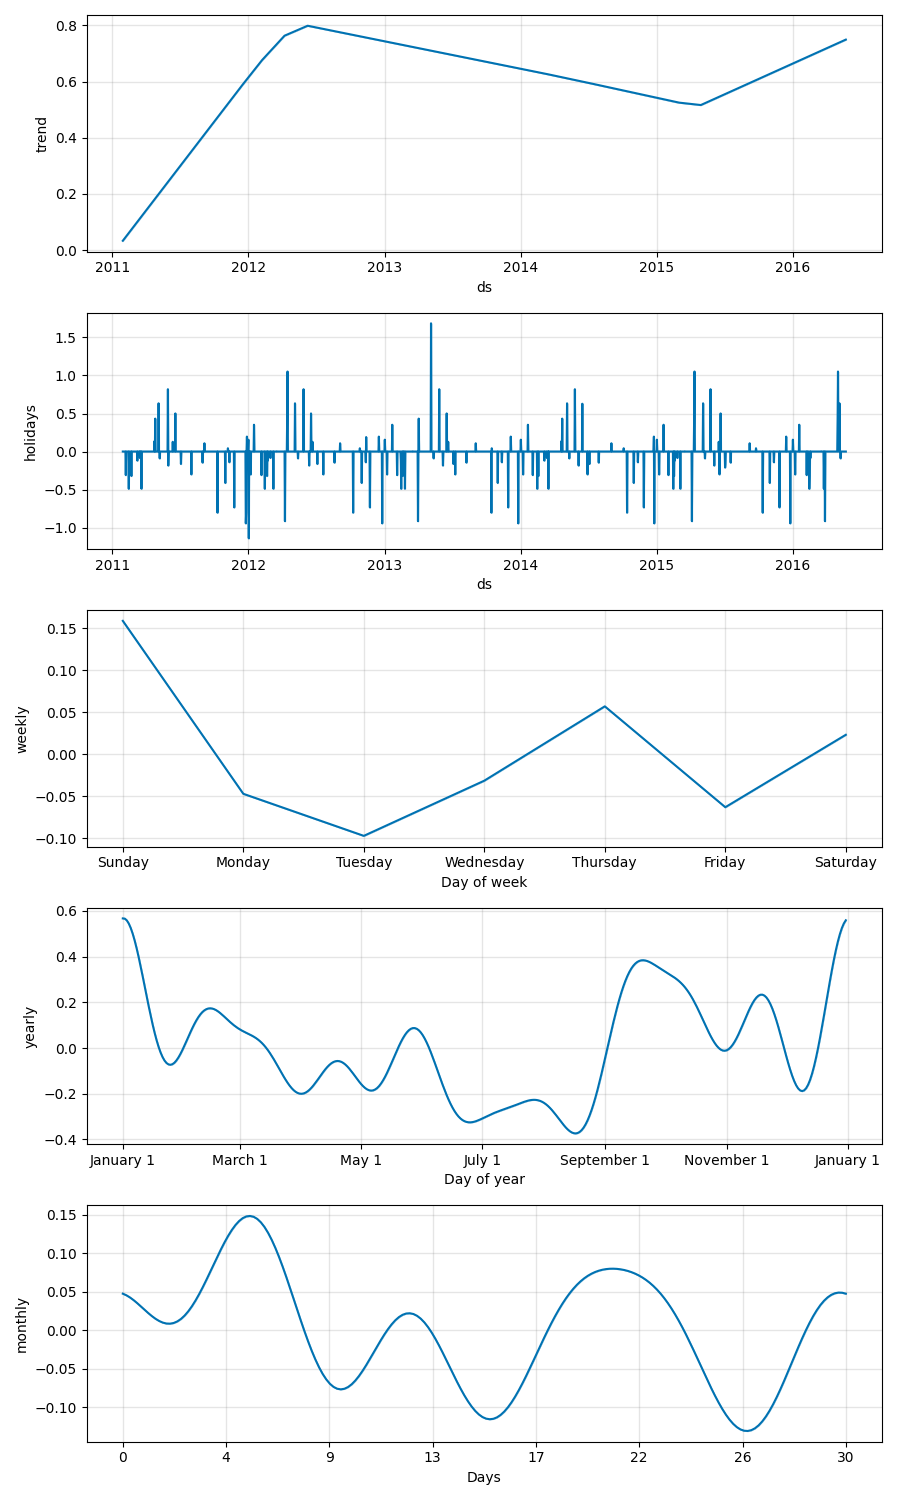 0.8
0.6
0.4
0.2
0.0
trend
2011 2012 2013 2014 2015 2016
ds
1.5
1.0
0.5
0.0
−0.5
−1.0
holidays
2011 2012 2013 2014 2015 2016
ds
0.15
0.10
0.05
0.00
−0.05
−0.10
weekly
Sunday Monday Tuesday Wednesday Thursday Friday Saturday
Day of week
0.6
0.4
0.2
0.0
−0.2
−0.4
yearly
January 1 March 1 May 1 July 1 September 1 November 1 January 1
Day of year
0.15
0.10
0.05
0.00
−0.05
−0.10
monthly
0 4 9 13 17 22 26 30
Days